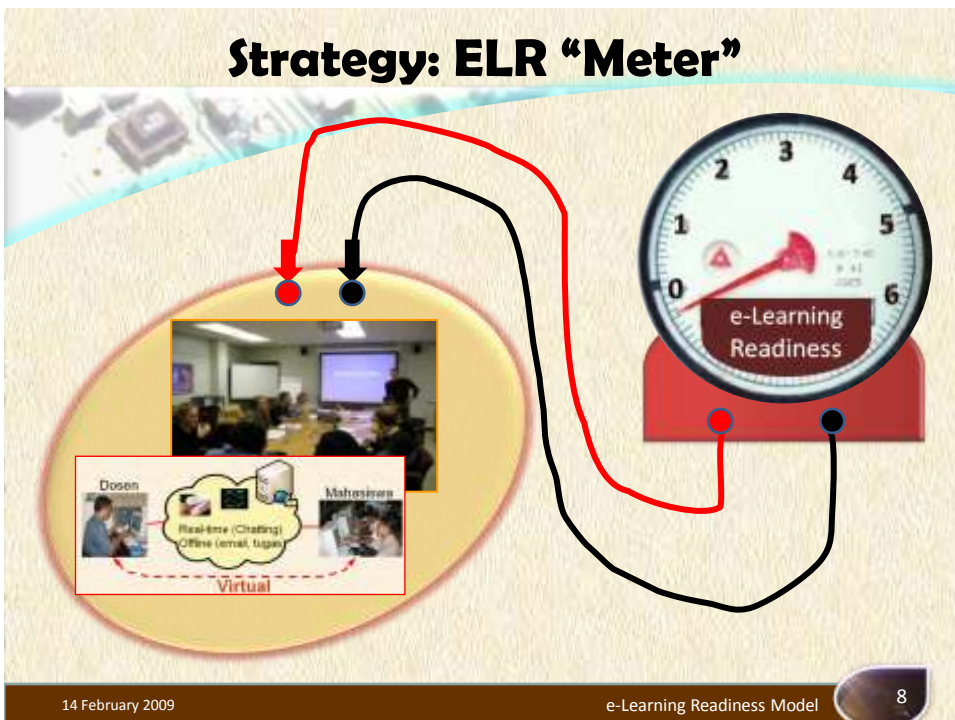 Strategy: ELR “Meter”
0
1
2
3
4
5
6
e-Learning
Readiness
Dosen
Mahasiswa
Real-time (Chatting)
Offline (email, tugas
Virtual
14 February 2009
e-Learning Readiness Model
8